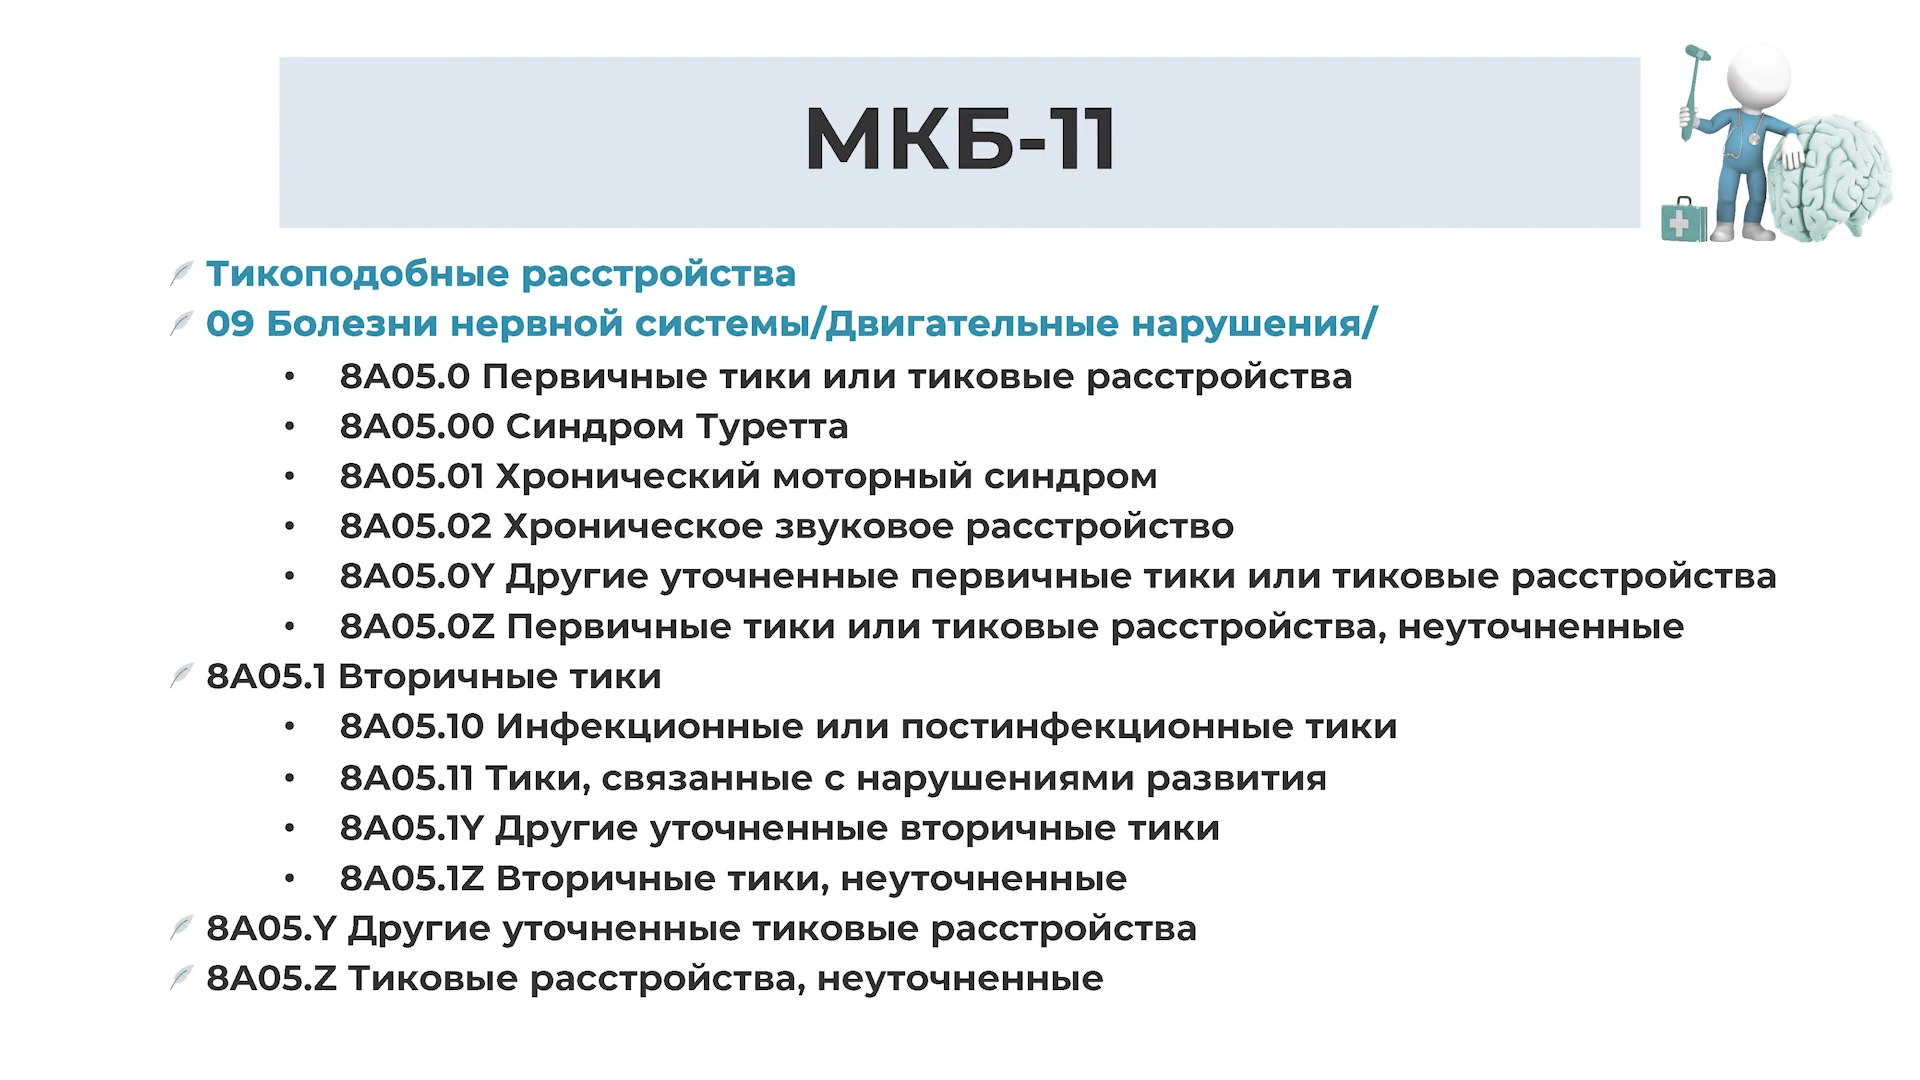 МКБ-11
Тикоподобные расстройства
09 Болезни нервной системы/Двигательные нарушения/
• 8A05.0 Первичные тики или тиковые расстройства
• 8A05.00 Синдром Туретта
• 8A05.01 Хронический моторный синдром
• 8A05.02 Хроническое звуковое расстройство
• 8A05.0Y Другие уточненные первичные тики или тиковые расстройства
• 8A05.0Z Первичные тики или тиковые расстройства, неуточненные
8A05.1 Вторичные тики
• 8A05.10 Инфекционные или постинфекционные тики
• 8A05.11 Тики, связанные с нарушениями развития
• 8A05.1Y Другие уточненные вторичные тики
• 8A05.1Z Вторичные тики, неуточненные
8A05.Y Другие уточненные тиковые расстройства
8A05.Z Тиковые расстройства, неуточненные